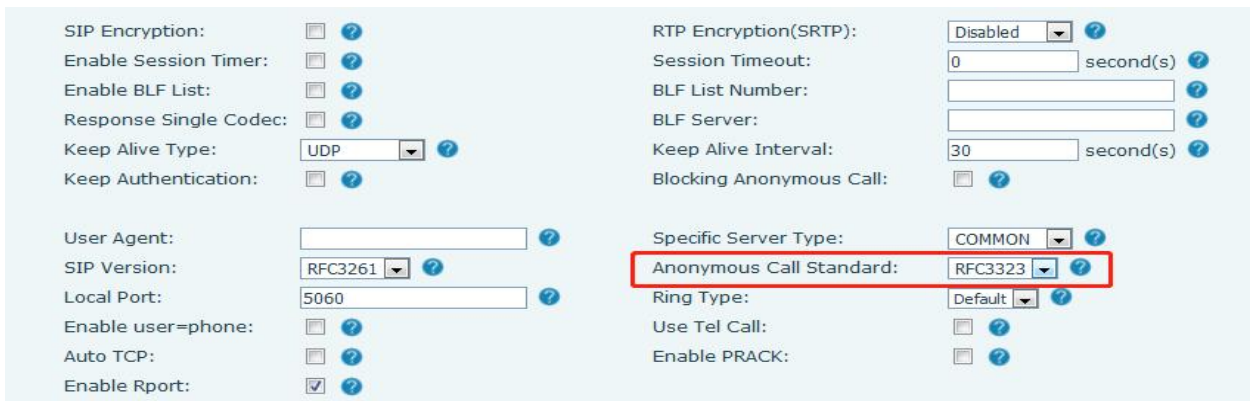 SIP Encryption: ? RTP Encryption(SRTP): Disabled ?
Enable Session Timer: ? Session Timeout: 0 second(s) ?
Enable BLF List: ? BLF List Number: ?
Response Single Codec: ? BLF Server: ?
Keep Alive Type: UDP ? Keep Alive Interval: 30 second(s) ?
Keep Authentication: ? Blocking Anonymous Call: ?
User Agent: ? Specific Server Type: COMMON ?
SIP Version: RFC3261 ? Anonymous Call Standard: RFC3323 ?
Local Port: 5060 ? Ring Type: Default ?
Enable user=phone: ? Use Tel Call: ?
Auto TCP: ? Enable PRACK: ?
Enable Rport: ?